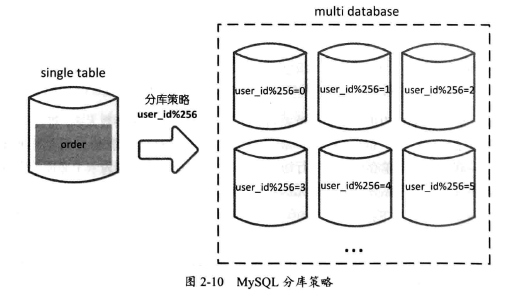 multi database
single table
分库策略
user_id%256
order
user_id%256=0
user_id%256=1
user_id%256=2
user_id%256=3
user_id%256=4
user_id%256=5
...
图 2-10 MySQL 分库策略